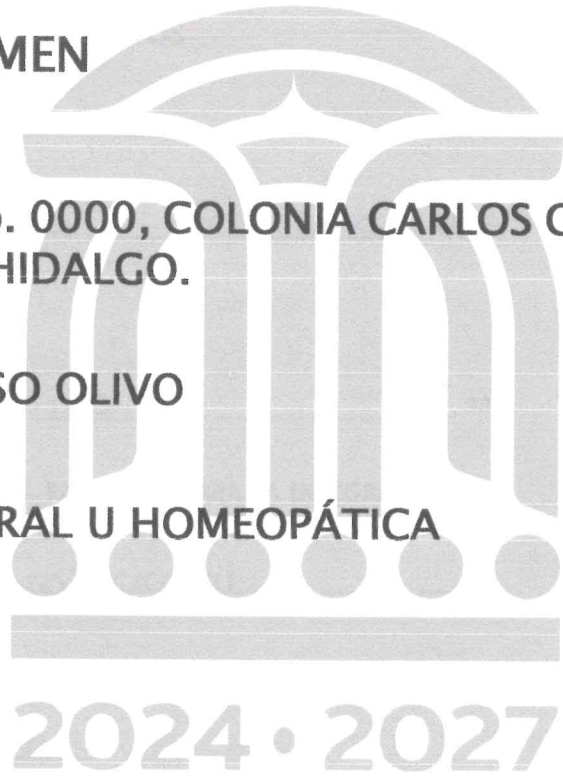 MEN
. 0000, COLONIA CARLOS
HIDALGO.
SO OLIVO
RAL U HOMEOPÁTICA
2024 • 2027